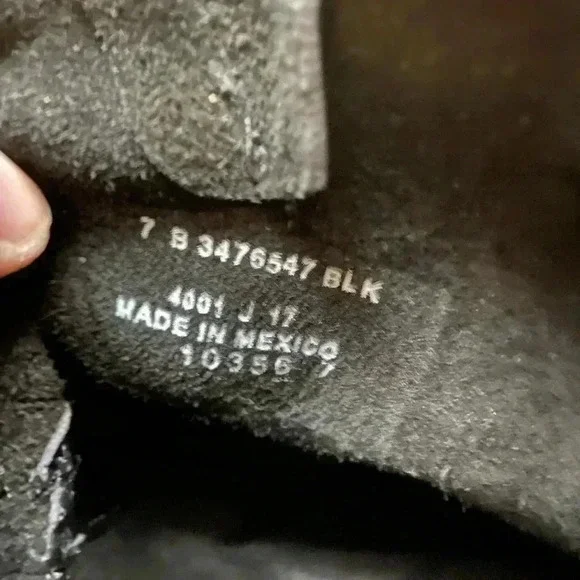 7 B 3476547 BLK
4001 J 17
MADE IN MEXICO
10356 7